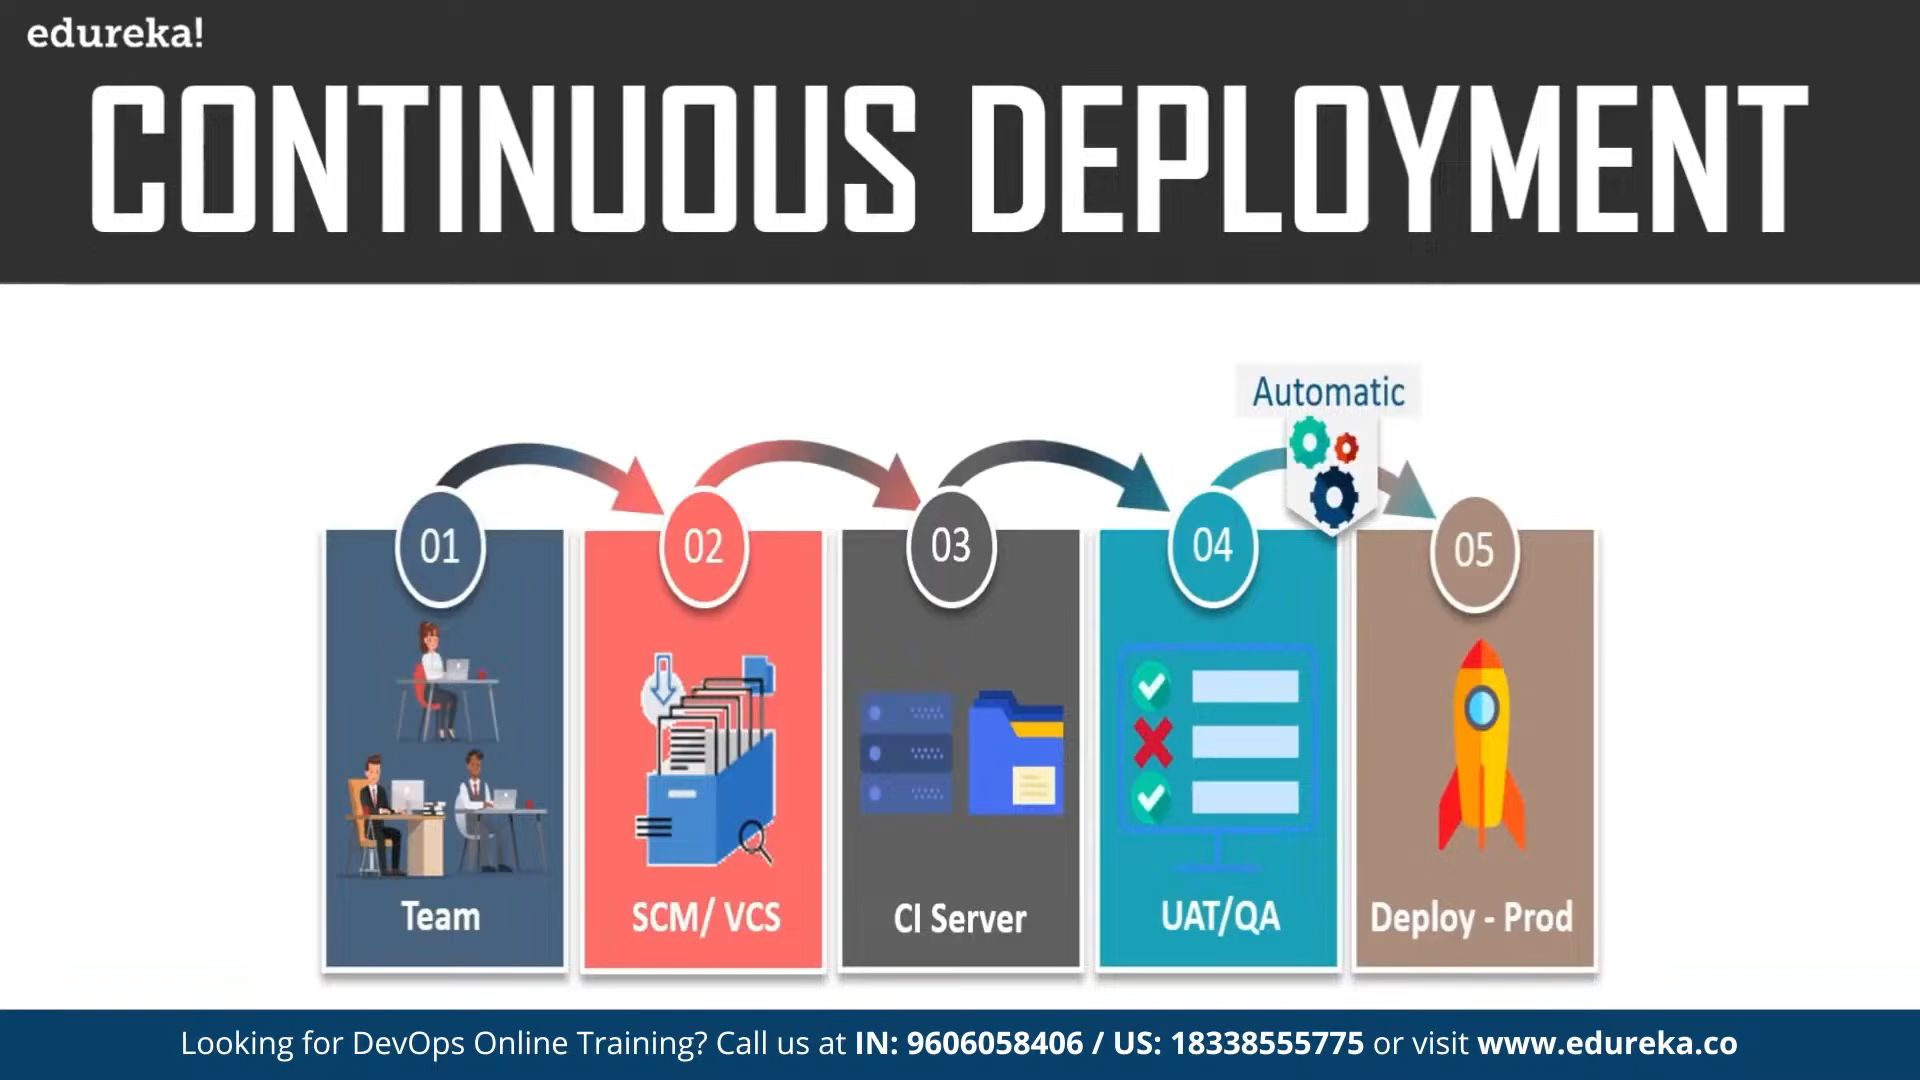 edureka!
CONTINUOUS DEPLOYMENT
Automatic
01
02
03
04
05
Team
SCM/ VCS
CI Server
UAT/QA
Deploy - Prod
Looking for DevOps Online Training? Call us at IN: 9606058406 / US: 18338555775 or visit www.edureka.co